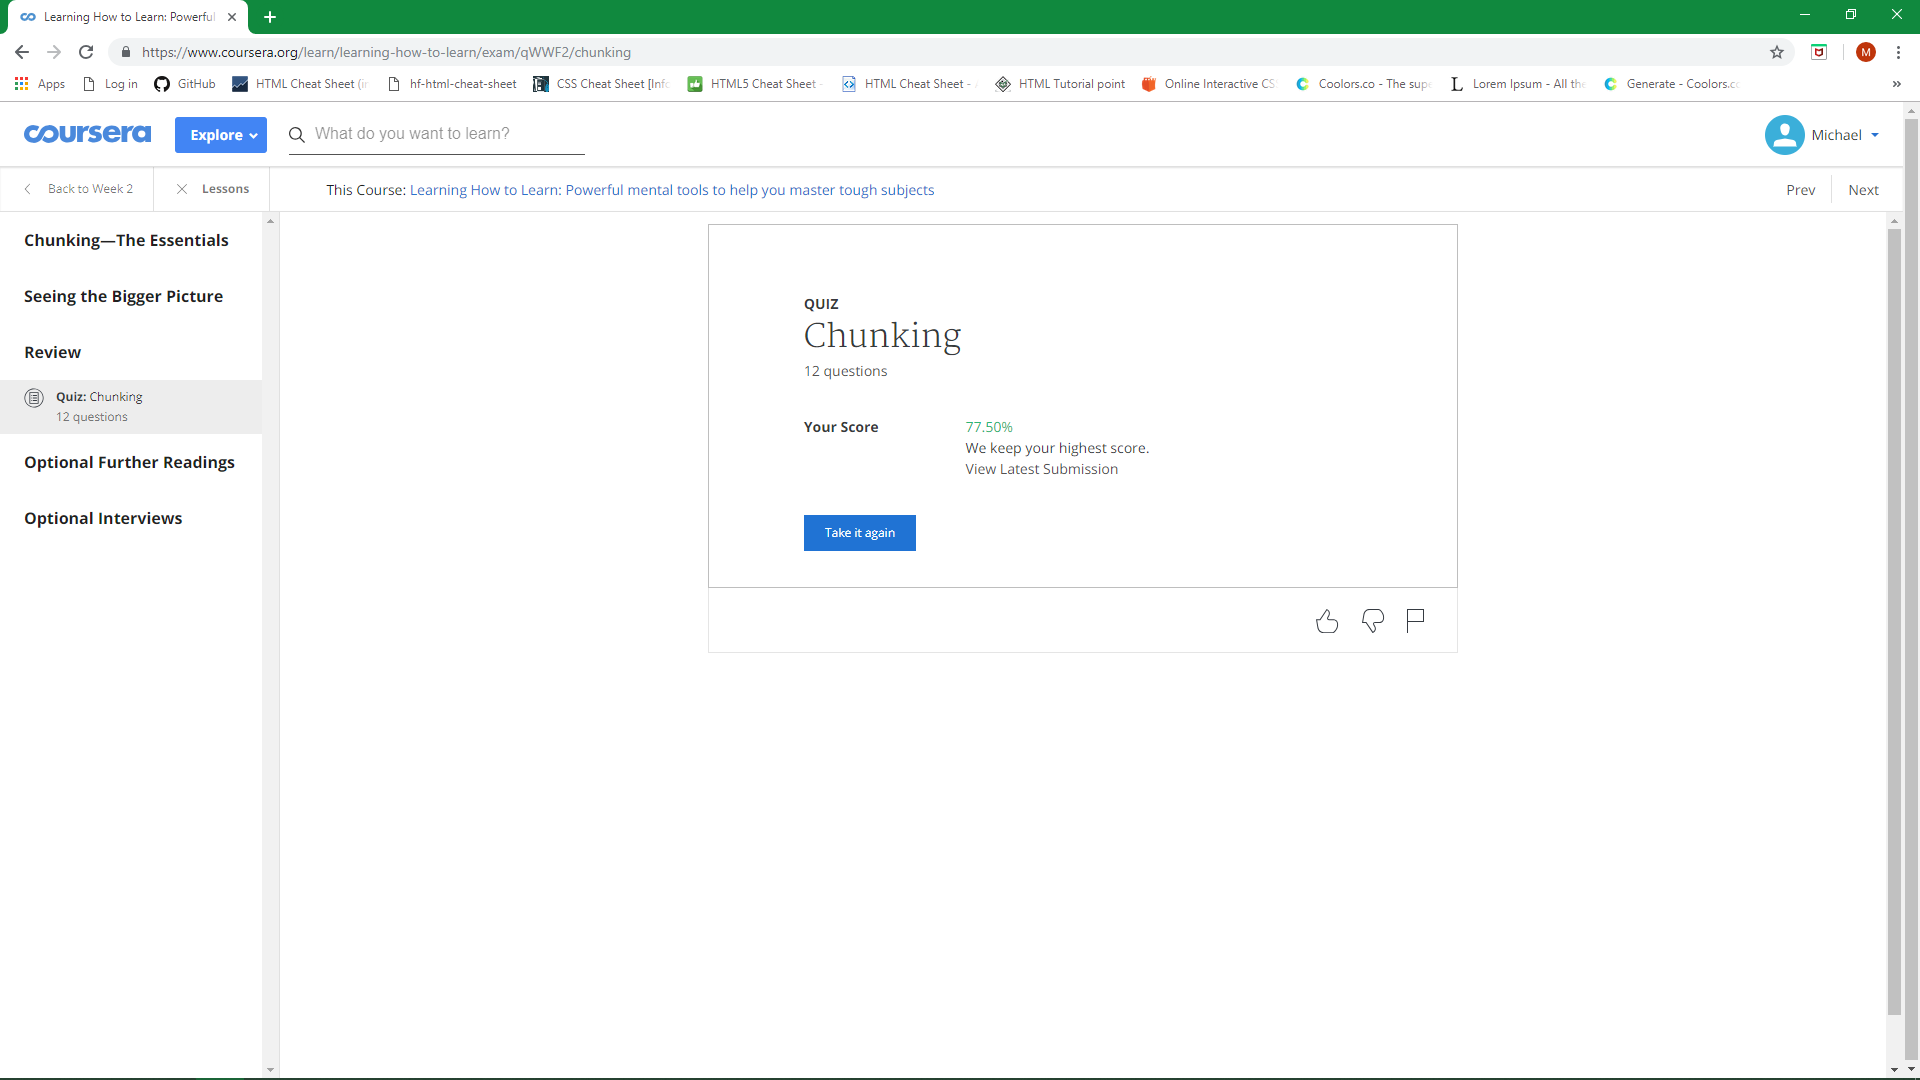 Learning How to Learn: Powerful
https://www.coursera.org/learn/learning-how-to-learn/exam/qWWF2/chunking
M
Apps
Log in
GitHub
HTML Cheat Sheet (i
hf-html-cheat-sheet
CSS Cheat Sheet [Info
HTML5 Cheat Sheet -
HTML Cheat Sheet -
HTML Tutorial point
Online Interactive CS
Coolors.co - The sup
Lorem Ipsum - All the
Generate - Coolors.co
coursera
Explore
What do you want to learn?
Michael
Back to Week 2
Lessons
This Course: Learning How to Learn: Powerful mental tools to help you master tough subjects
Prev
Next
Chunking—The Essentials
Seeing the Bigger Picture
Review
Quiz: Chunking
12 questions
Optional Further Readings
Optional Interviews
QUIZ
Chunking
12 questions
Your Score
77.50%
We keep your highest score.
View Latest Submission
Take it again